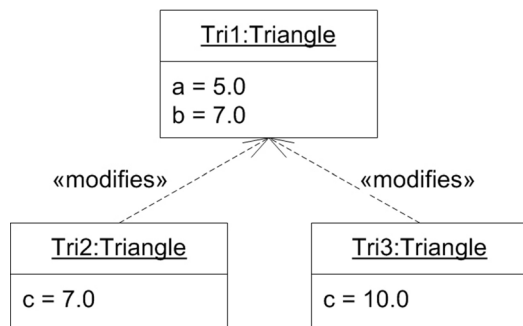 Tri1:Triangle
a = 5.0
b = 7.0
«modifies»
«modifies»
Tri2:Triangle
c = 7.0
Tri3:Triangle
c = 10.0